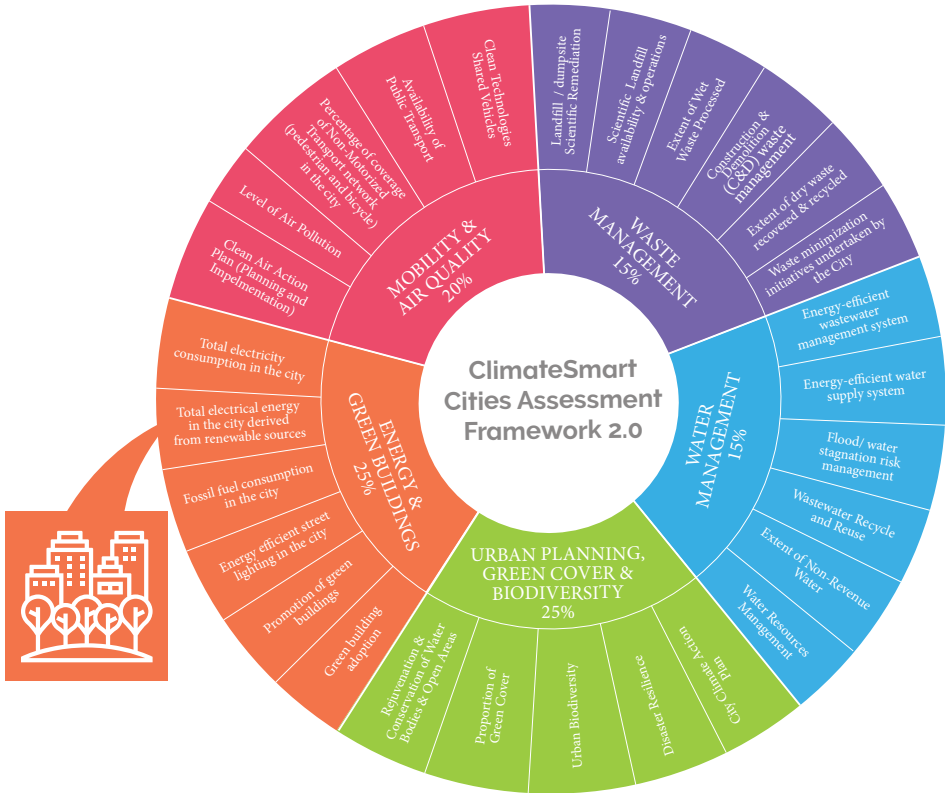 ClimateSmart
Cities Assessment
Framework 2.0
WASTE
MANAGEMENT
15%
Landfill / dumpsite
Scientific Remediation
Scientific Landfill
availability & operations
Extent of Wet
Waste Processed
Construction &
Demolition
(C&D) waste
management
Extent of dry waste
recovered & recycled
Waste minimization
initiatives undertaken by
the City
WATER
MANAGEMENT
15%
Energy-efficient
wastewater
management system
Energy-efficient water
supply system
Flood/ water
stagnation risk
management
Wastewater Recycle
and Reuse
Extent of Non-Revenue
Water
Water Resources
Management
URBAN PLANNING,
GREEN COVER &
BIODIVERSITY
25%
City Climate Action
Plan
Disaster Resilience
Urban Biodiversity
Proportion of
Green Cover
Rejuvenation &
Conservation of Water
Bodies & Open Areas
ENERGY &
GREEN BUILDINGS
25%
Green building
adoption
Promotion of green
buildings
Energy efficient street
lighting in the city
Fossil fuel consumption
in the city
Total electrical energy
in the city derived
from renewable sources
Total electricity
consumption in the city
MOBILITY &
AIR QUALITY
20%
Clean Air Action
Plan (Planning and
Impelmentation)
Level of Air Pollution
Percentage of coverage
of Non-Motorized
Transport network
(pedestrian and bicycle)
in the city
Availability of
Public Transport
Clean Technologies
Shared Vehicles